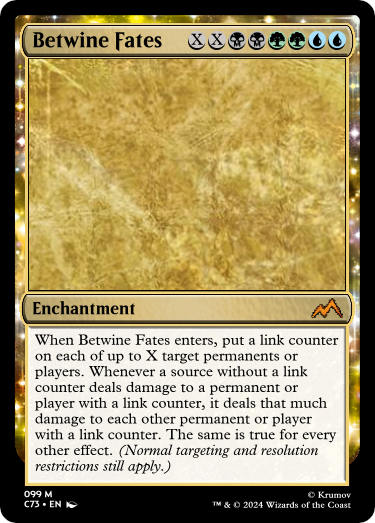 Betwine Fates X X
Enchantment
When Betwine Fates enters, put a link counter
on each of up to X target permanents or
players. Whenever a source without a link
counter deals damage to a permanent or
player with a link counter, it deals that much
damage to each other permanent or player
with a link counter. The same is true for every
other effect. (Normal targeting and resolution
restrictions still apply.)
099 M
C73 • EN
© Krumov
™ & © 2024 Wizards of the Coast